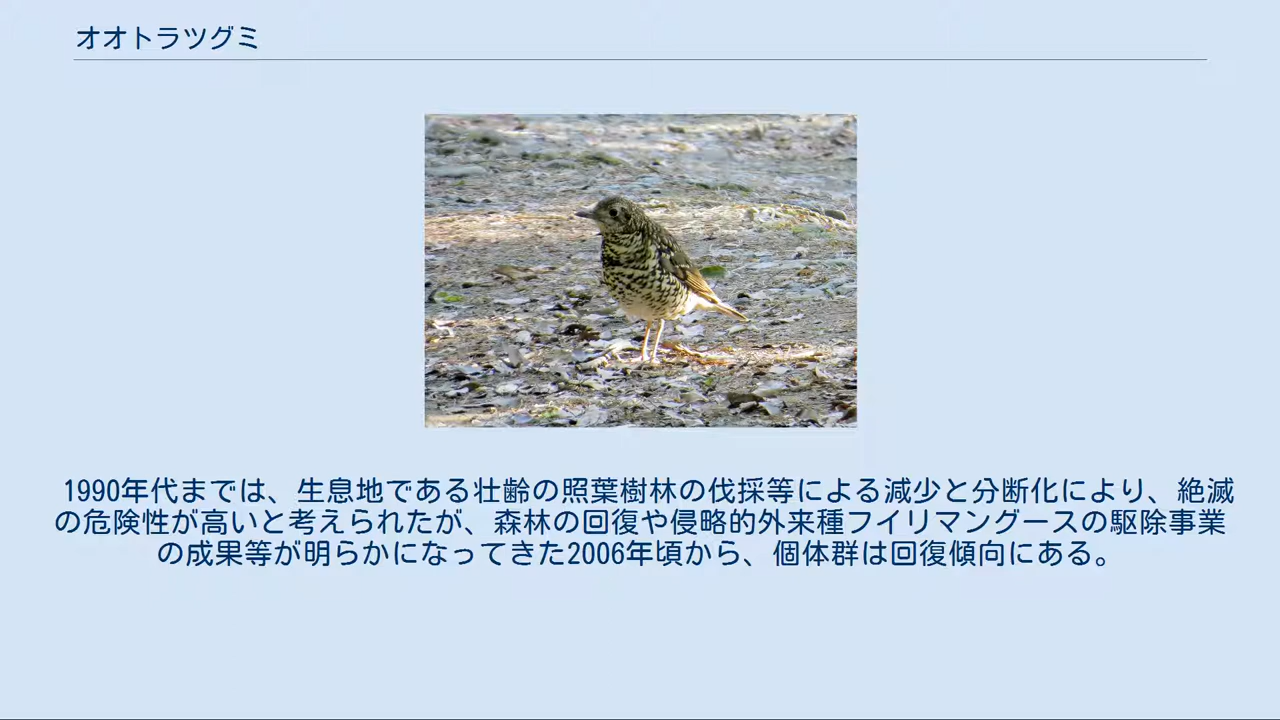 オオトラツグミ
1990年代までは、生息地である壮齢の照葉樹林の伐採等による減少と分断化により、絶滅
の危険性が高いと考えられたが、森林の回復や侵略的外来種フイリマングースの駆除事業
の成果等が明らかになってきた2006年頃から、個体群は回復傾向にある。